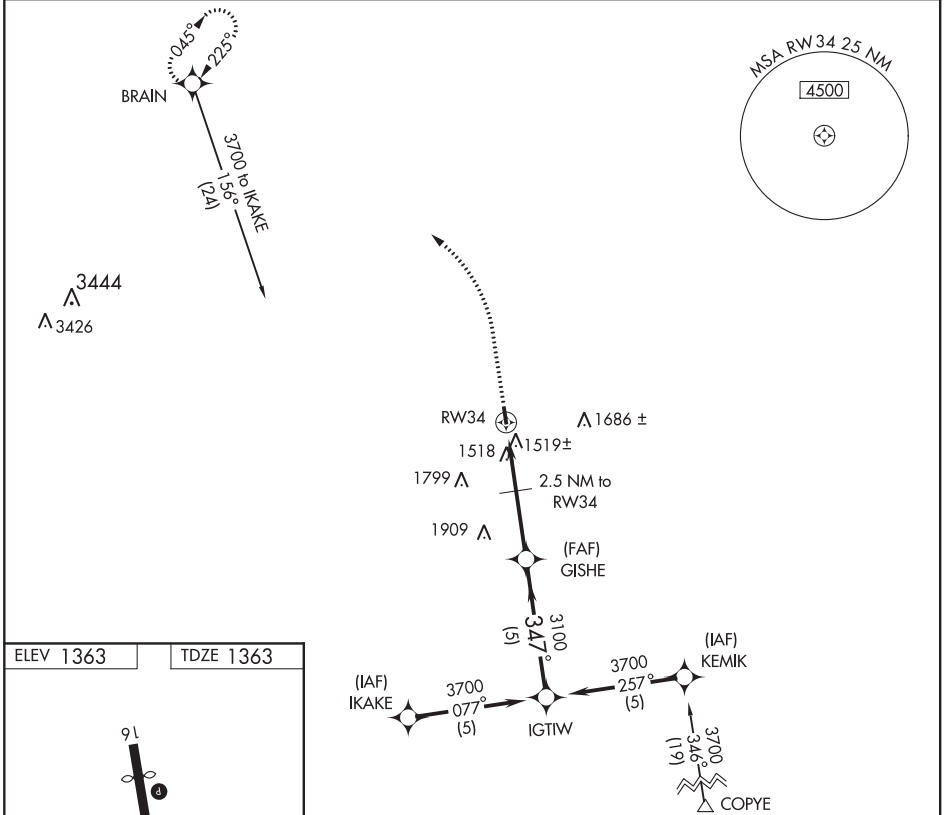 045°
225°
BRAIN
3700 to IKAKE
156°
(24)
MSA RW34 25 NM
4500
3444
3426
RW34
1686 ±
1518
1519±
1799
2.5 NM to
RW34
1909
(FAF)
GISHE
3100
347°
(5)
(IAF)
KEMIK
3700
257°
(5)
(IAF)
IKAKE
3700
077°
(5)
IGTIW
3700
346°
(19)
COPYE
ELEV 1363
TDZE 1363
16
P